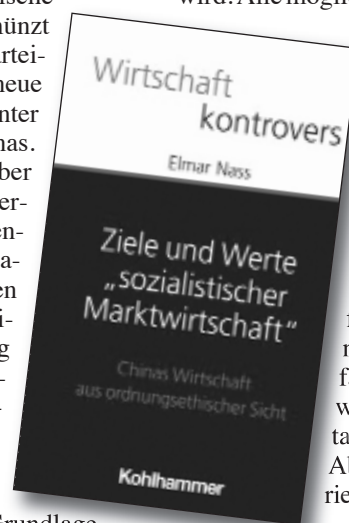 Wirtschaft
kontrovers
Elmar Nass
Ziele und Werte
„sozialistischer
Marktwirtschaft“
Chinas Wirtschaft
aus ordnungsethischer Sicht
Kohlhammer